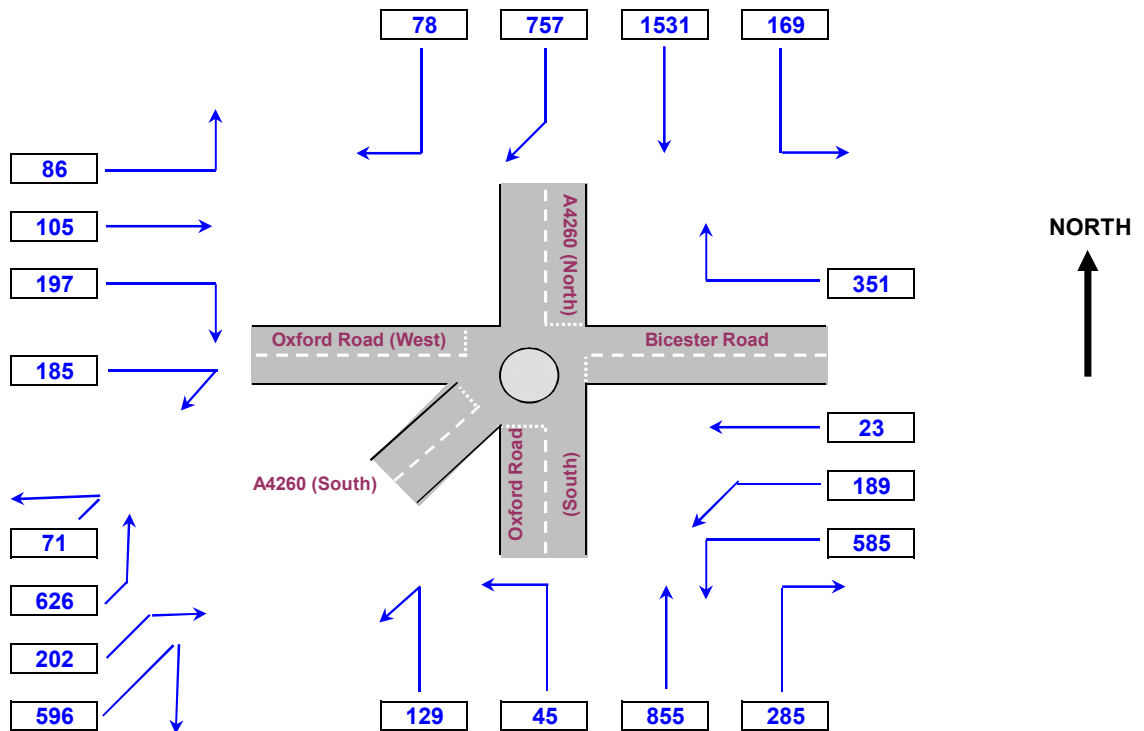 78 757 1531 169
86
105
197
185
A4260 (North)
NORTH
351
Oxford Road (West)
Bicester Road
A4260 (South)
Oxford Road
(South)
23
189
585
71
626
202
596
129 45 855 285